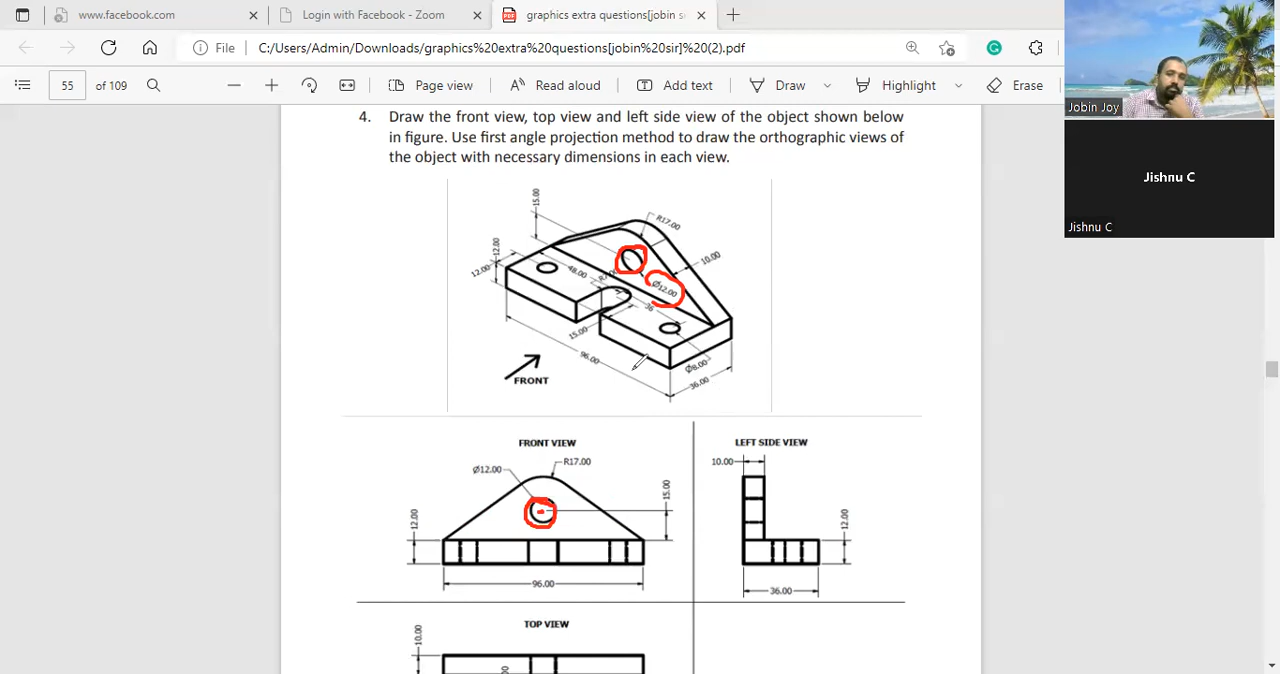 www.facebook.com
Login with Facebook - Zoom
graphics extra questions[jobin s
File
C:/Users/Admin/Downloads/graphics%20extra%20questions[jobin%20sir]%20(2).pdf
55 of 109
Page view
Read aloud
Add text
Draw
Highlight
Erase
Jobin Joy
Jishnu C
Jishnu C
4. Draw the front view, top view and left side view of the object shown below
in figure. Use first angle projection method to draw the orthographic views of
the object with necessary dimensions in each view.
15.00
R17.00
12.00
12.00
48.00
10.00
Ø12.00
36
15.00
96.00
Ø8.00
36.00
FRONT
FRONT VIEW
LEFT SIDE VIEW
Ø12.00
R17.00
10.00
15.00
12.00
12.00
96.00
36.00
TOP VIEW
10.00